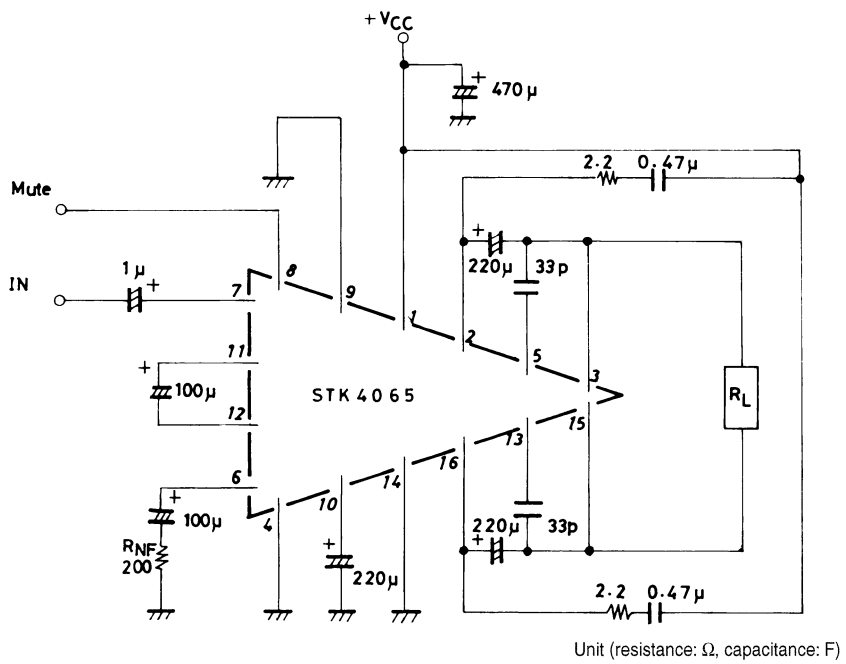 + VCC
+ 470 µ
Mute
2.2 0.47µ
IN
1 µ
+
+
220µ 33p
7
8
9
1
2
5
3
11
+
100µ
STK4065
RL
12
6
15
13
16
14
10
4
+
100µ
RNF
200
+
220µ
220µ
+
33p
2.2 0.47µ
Unit (resistance: Ω, capacitance: F)